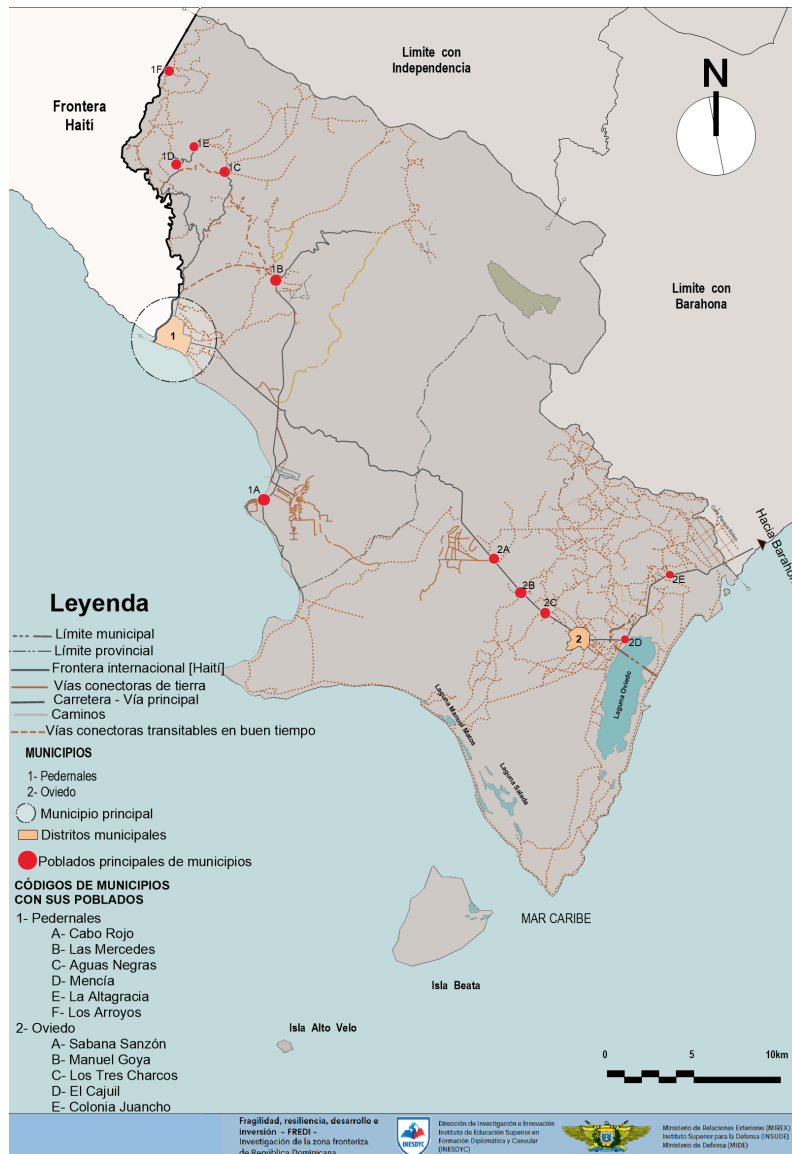 Límite con
Independencia
N
1F
Frontera
Haití
1E
1D
1C
1B
Límite con
Barahona
1
1A
Hacia Barahona
2A
2B
2C
2E
2
2D
Laguna Oviedo
Laguna Manuel Matos
Laguna Salada
Leyenda
Límite municipal
Límite provincial
Frontera internacional [Haití]
Vías conectoras de tierra
Carretera - Vía principal
Caminos
Vías conectoras transitables en buen tiempo
MUNICIPIOS
1- Pedernales
2- Oviedo
Municipio principal
Distritos municipales
Poblados principales de municipios
CÓDIGOS DE MUNICIPIOS
CON SUS POBLADOS
1- Pedernales
A- Cabo Rojo
B- Las Mercedes
C- Aguas Negras
D- Mencía
E- La Altagracia
F- Los Arroyos
2- Oviedo
A- Sabana Sanzón
B- Manuel Goya
C- Los Tres Charcos
D- El Cajuil
E- Colonia Juancho
MAR CARIBE
Isla Beata
Isla Alto Velo
0 5 10km
Fragilidad, resiliencia, desarrollo e
inversión - FREDI -
Investigación de la zona fronteriza
de República Dominicana
INESDYC
Dirección de Investigación e Innovación
Instituto de Educación Superior en
Formación Diplomática y Consular
(INESDYC)
Ministerio de Relaciones Exteriores (MIREX)
Instituto Superior para la Defensa (INSUDE)
Ministerio de Defensa (MIDE)